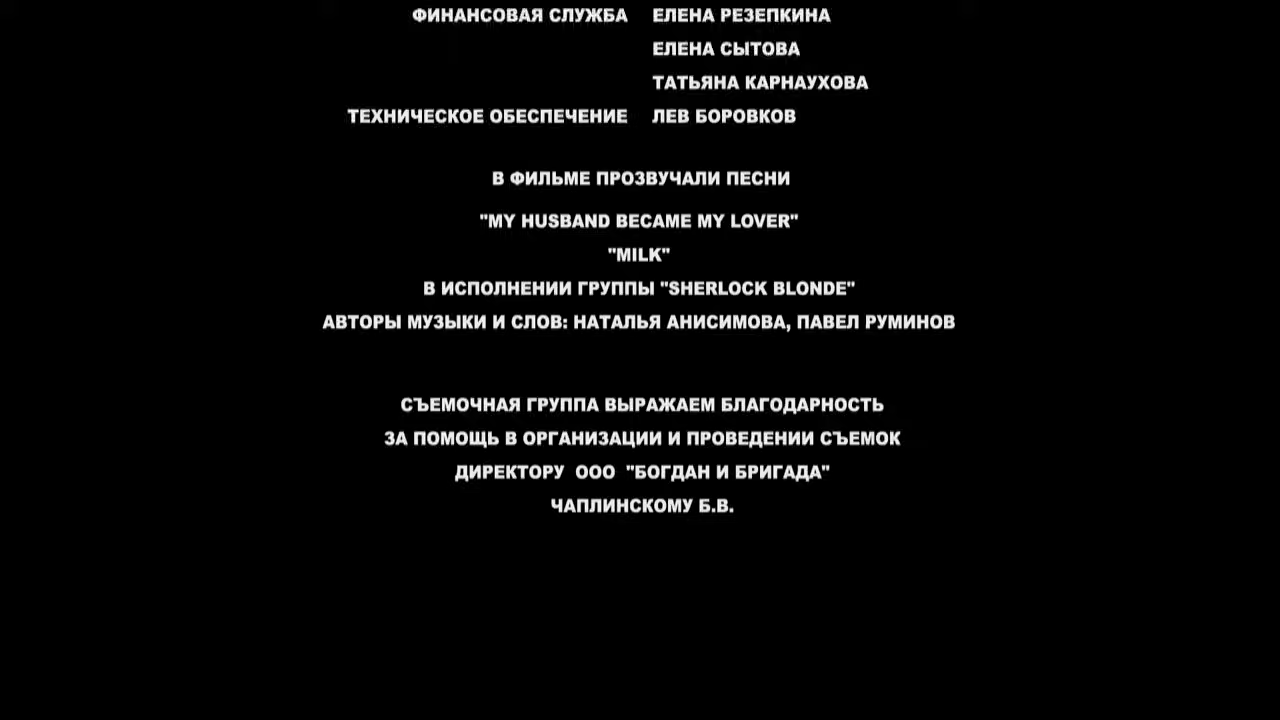 ФИНАНСОВАЯ СЛУЖБА ЕЛЕНА РЕЗЕПКИНА
ЕЛЕНА СЫТОВА
ТАТЬЯНА КАРНАУХОВА
ТЕХНИЧЕСКОЕ ОБЕСПЕЧЕНИЕ ЛЕВ БОРОВКОВ
В ФИЛЬМЕ ПРОЗВУЧАЛИ ПЕСНИ
"MY HUSBAND BECAME MY LOVER"
"MILK"
В ИСПОЛНЕНИИ ГРУППЫ "SHERLOCK BLONDE"
АВТОРЫ МУЗЫКИ И СЛОВ: НАТАЛЬЯ АНИСИМОВА, ПАВЕЛ РУМИНОВ
СЪЕМОЧНАЯ ГРУППА ВЫРАЖАЕМ БЛАГОДАРНОСТЬ
ЗА ПОМОЩЬ В ОРГАНИЗАЦИИ И ПРОВЕДЕНИИ СЪЕМОК
ДИРЕКТОРУ ООО "БОГДАН И БРИГАДА"
ЧАПЛИНСКОМУ Б.В.